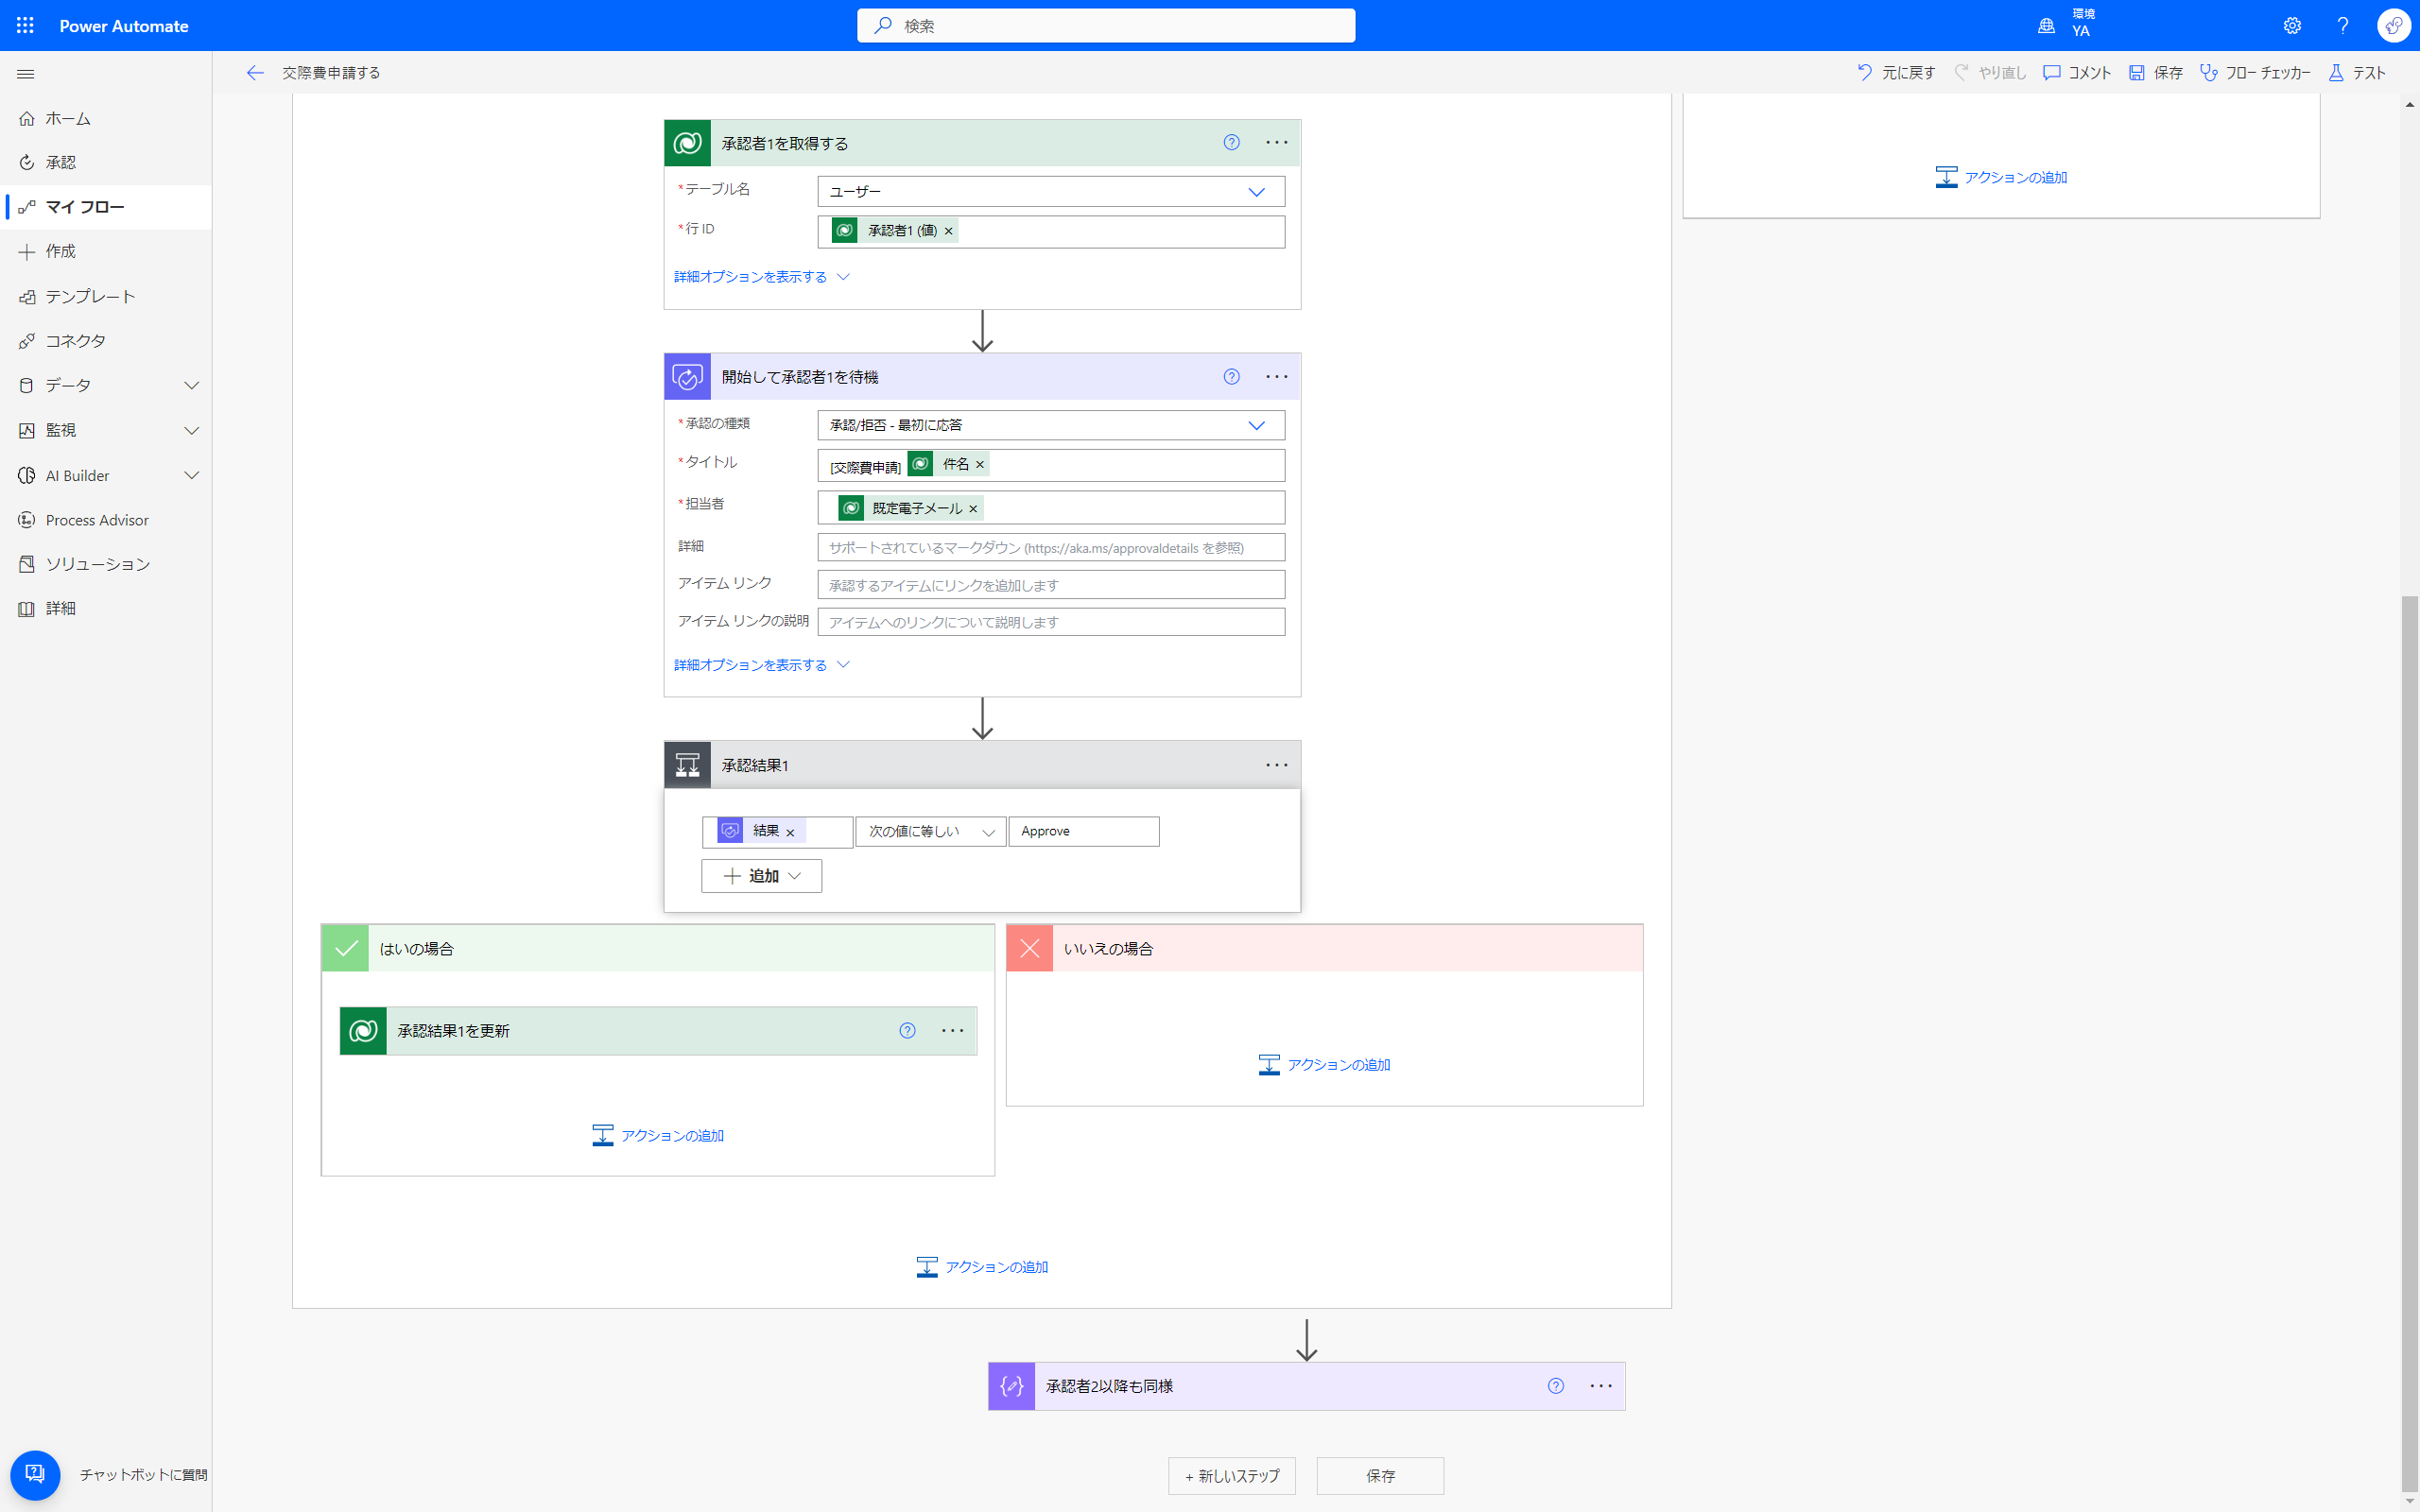 Power Automate
検索
環境
YA
交際費申請する
元に戻す
やり直し
コメント
保存
フロー チェッカー
テスト
ホーム
承認
マイ フロー
作成
テンプレート
コネクタ
データ
監視
AI Builder
Process Advisor
ソリューション
詳細
チャットボットに質問
承認者1を取得する
*テーブル名
ユーザー
*行 ID
承認者1 (値) ×
詳細オプションを表示する
アクションの追加
開始して承認者1を待機
*承認の種類
承認/拒否 - 最初に応答
*タイトル
[交際費申請] 件名 ×
*担当者
既定電子メール ×
詳細
サポートされているマークダウン (https://aka.ms/approvaldetails を参照)
アイテム リンク
承認するアイテムにリンクを追加します
アイテム リンクの説明
アイテムへのリンクについて説明します
詳細オプションを表示する
承認結果1
結果 ×
次の値に等しい
Approve
追加
はいの場合
いいえの場合
承認結果1を更新
アクションの追加
アクションの追加
アクションの追加
承認者2以降も同様
+ 新しいステップ
保存